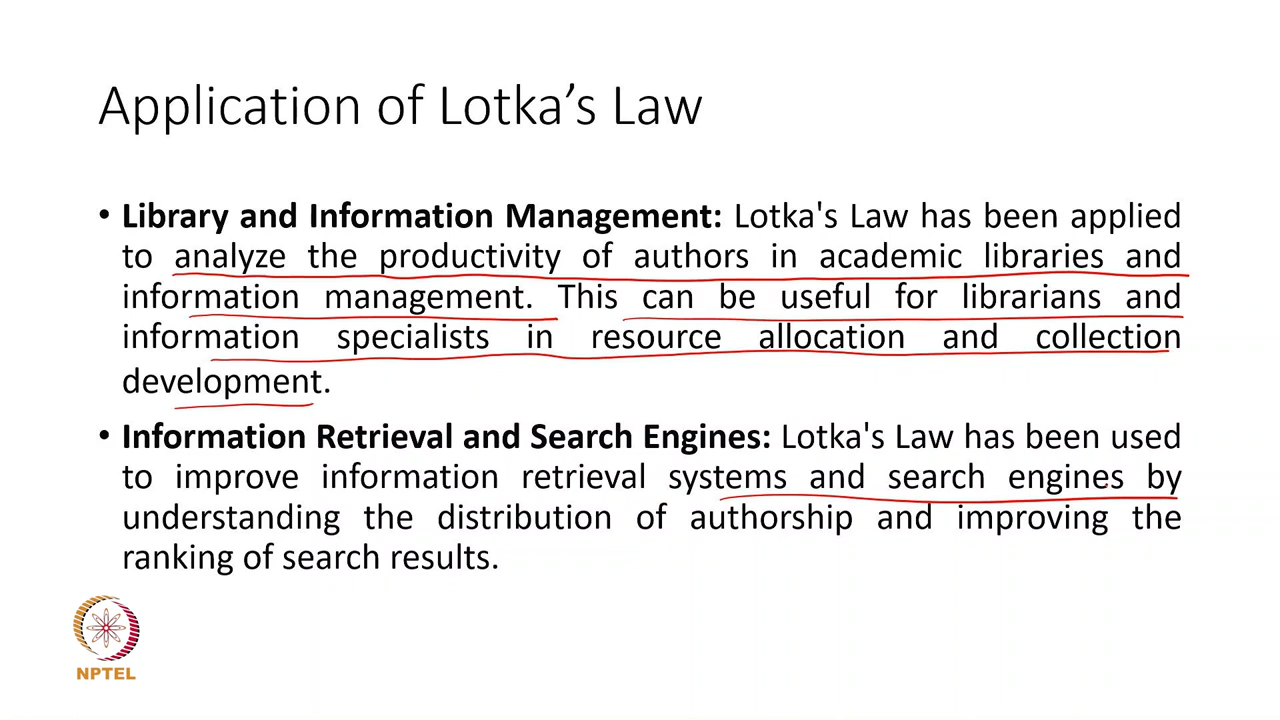 Application of Lotka’s Law
• Library and Information Management: Lotka's Law has been applied
to analyze the productivity of authors in academic libraries and
information management. This can be useful for librarians and
information specialists in resource allocation and collection
development.
• Information Retrieval and Search Engines: Lotka's Law has been used
to improve information retrieval systems and search engines by
understanding the distribution of authorship and improving the
ranking of search results.
NPTEL